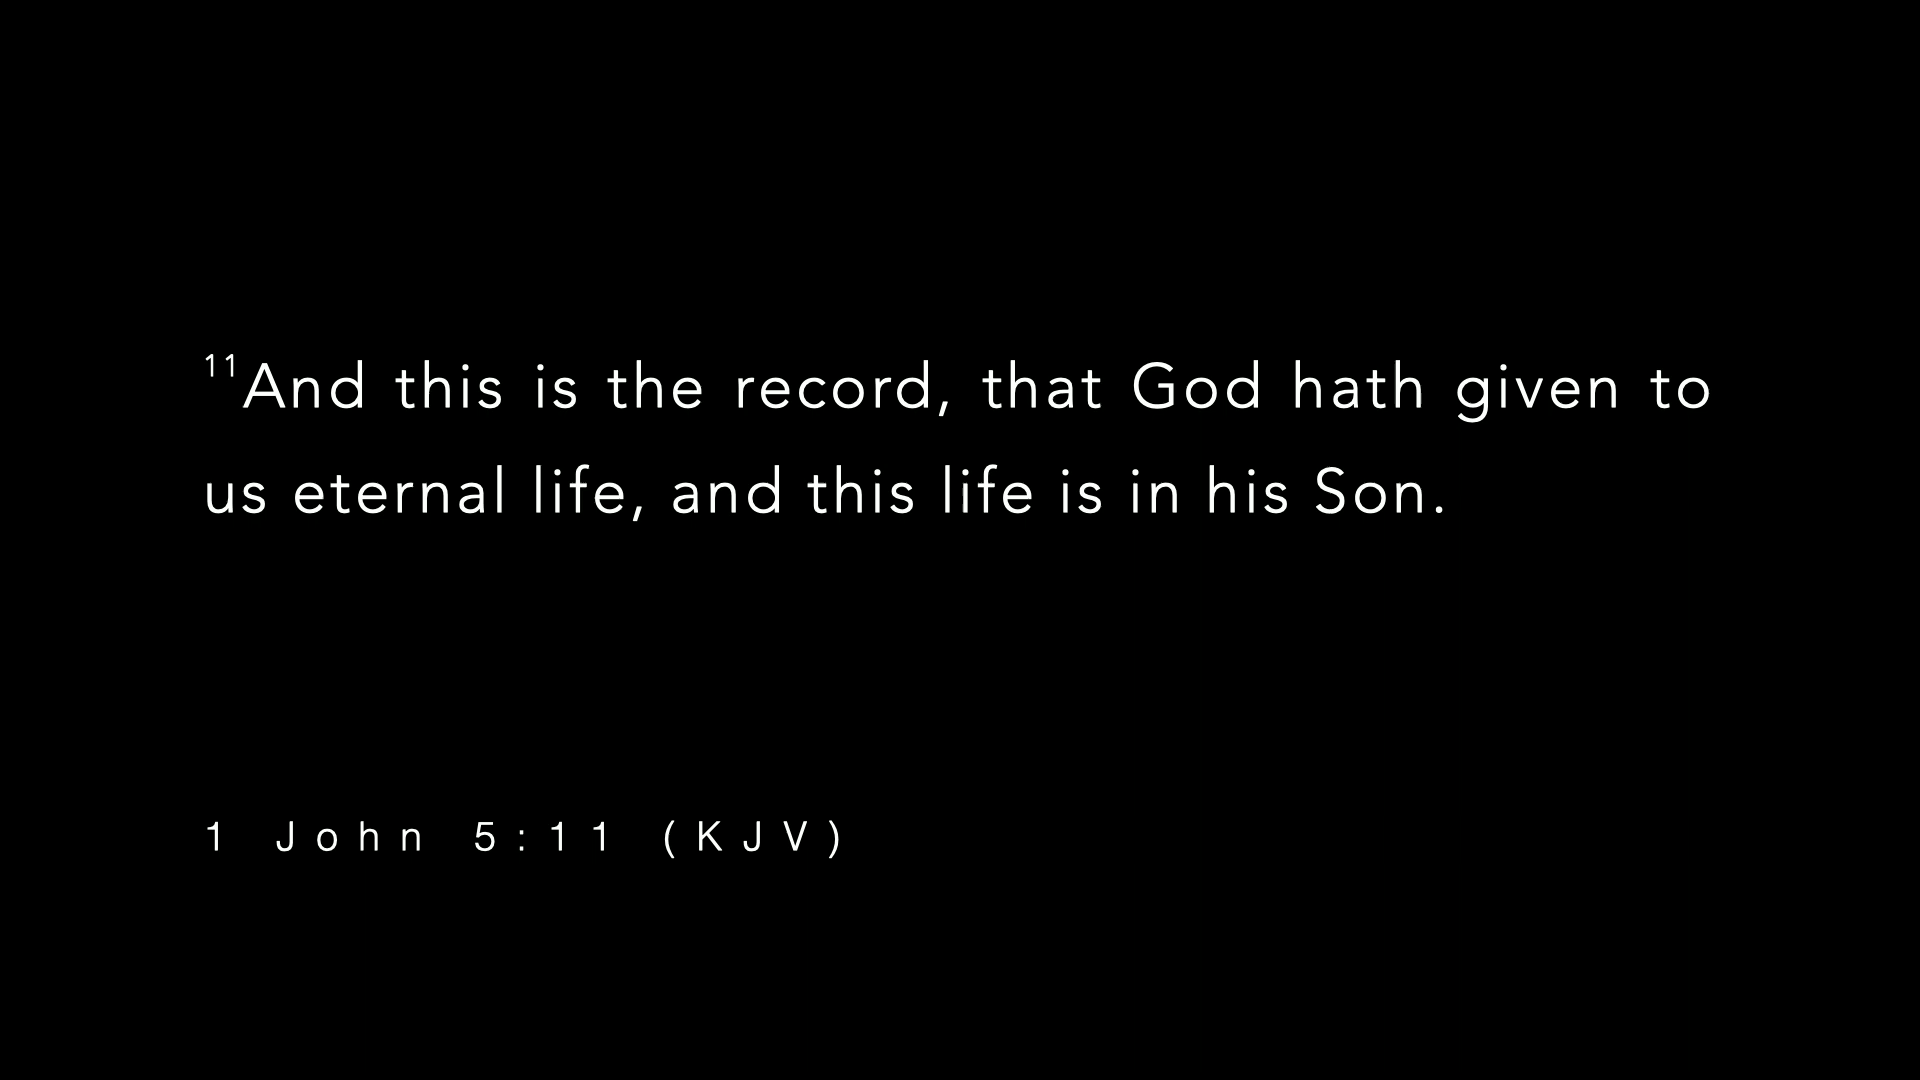 11And this is the record, that God hath given to
us eternal life, and this life is in his Son.
1 John 5:11 (KJV)